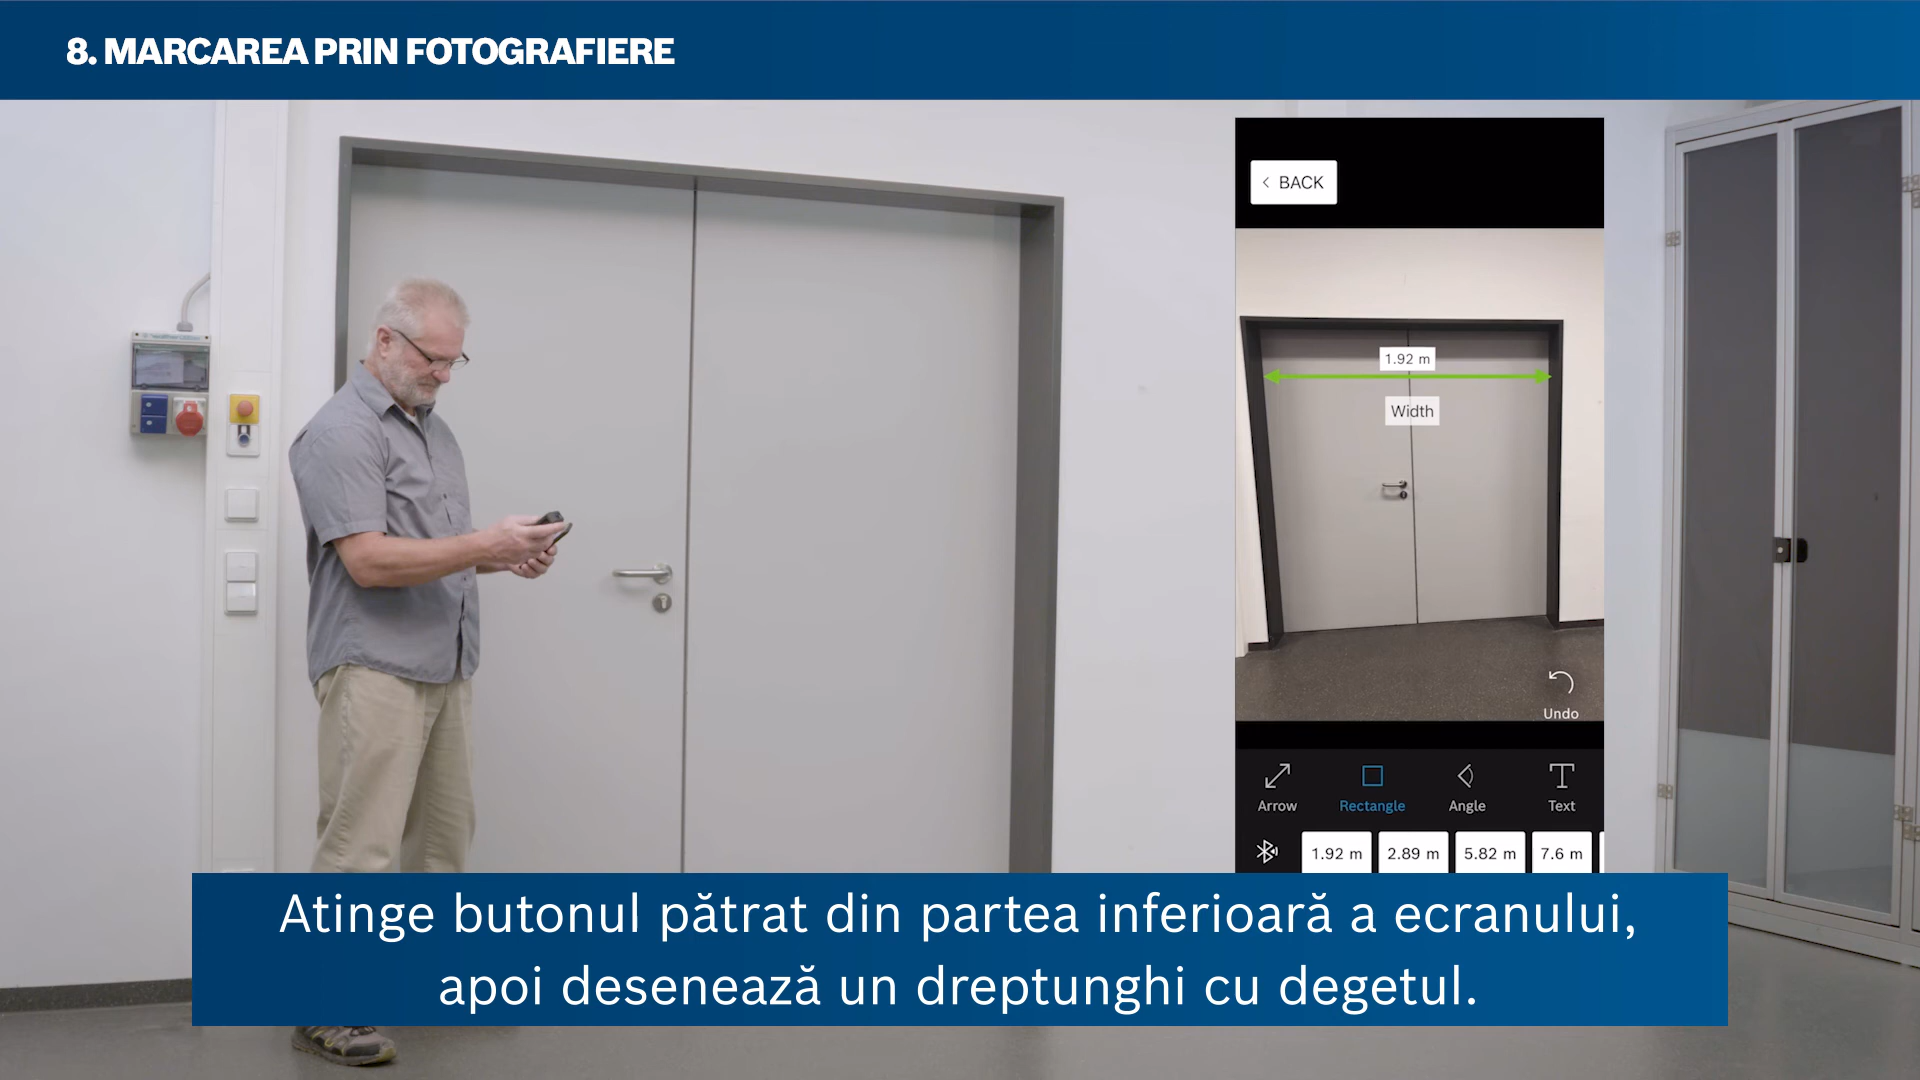 8. MARCAREA PRIN FOTOGRAFIERE
BACK
1.92 m
Width
Undo
Arrow
Rectangle
Angle
Text
1.92 m
2.89 m
5.82 m
7.6 m
Atinge butonul pătrat din partea inferioară a ecranului,
apoi desenează un dreptunghi cu degetul.